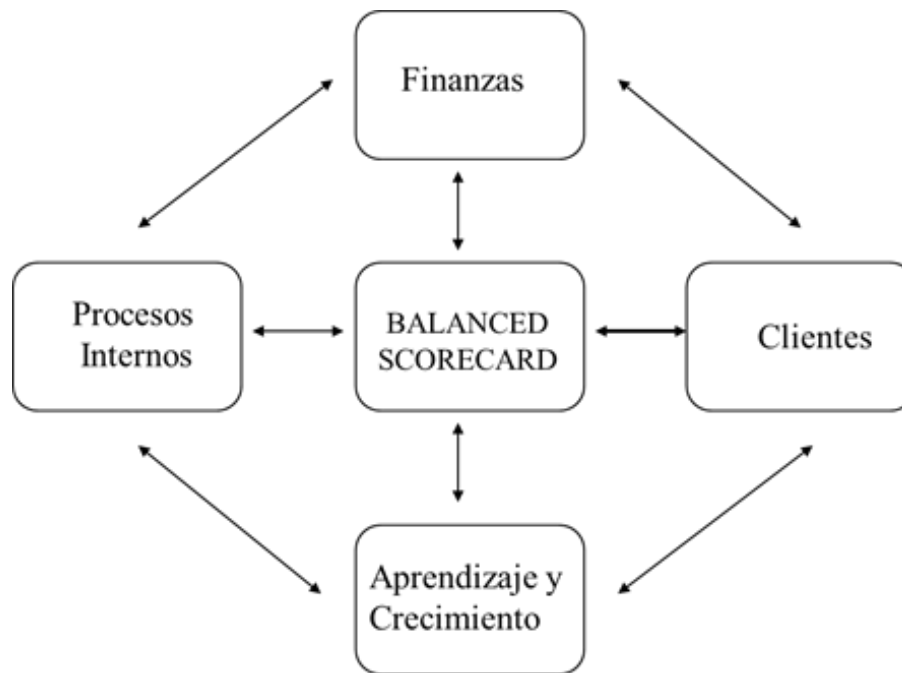 Finanzas
Procesos
Internos
BALANCED
SCORECARD
Clientes
Aprendizaje y
Crecimiento